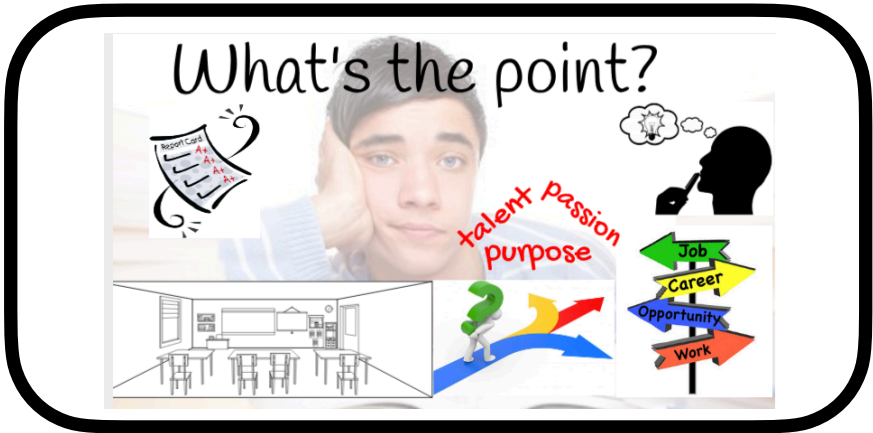 What's the point?
Report Card
A+
A+
A+
A+
talent passion
purpose
Job
Career
Opportunity
Work